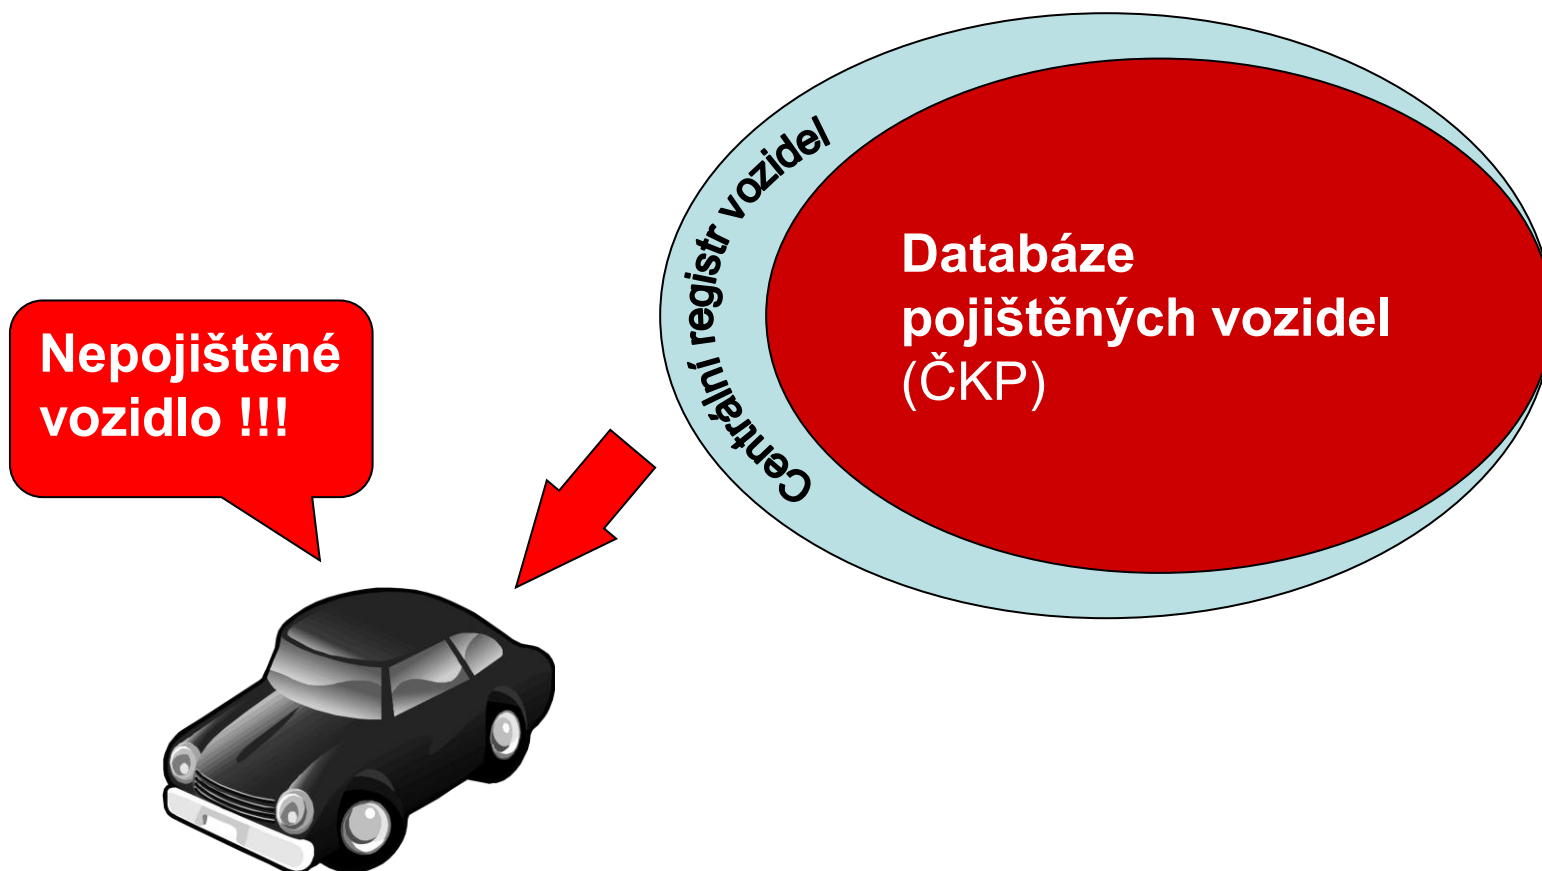 Centrální registr vozidel
Databáze
pojištěných vozidel
(ČKP)
Nepojištěné
vozidlo !!!